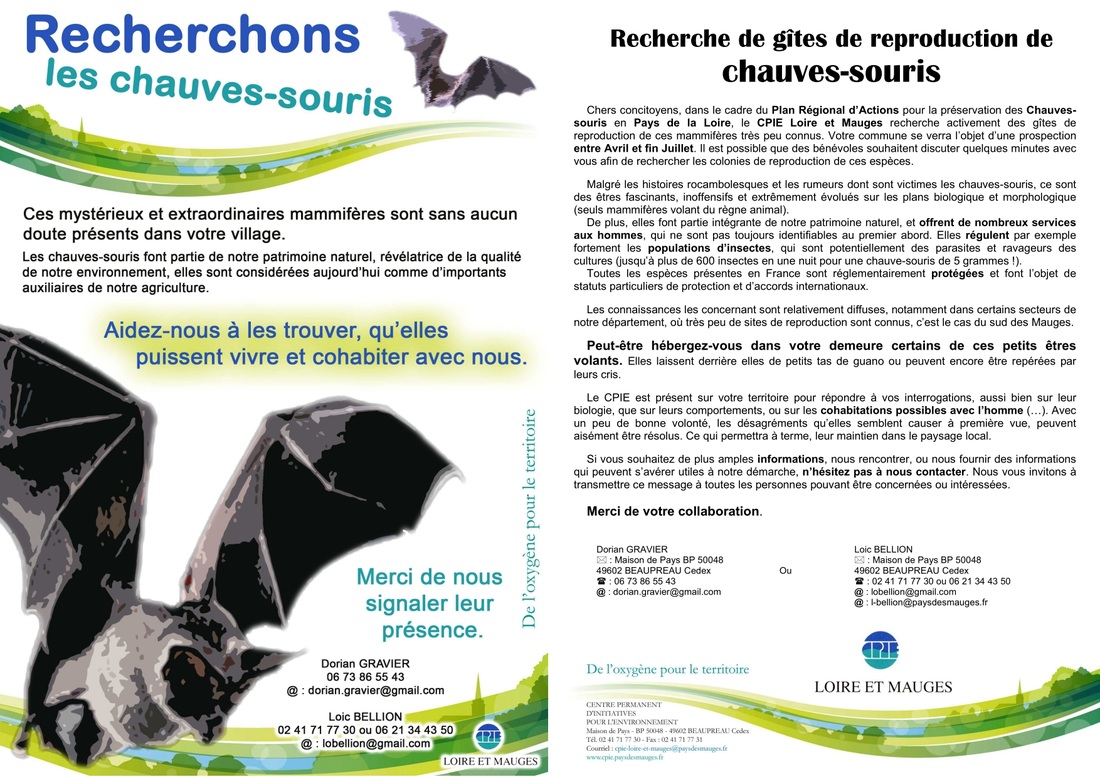 Recherchons
les chauves-souris
Ces mystérieux et extraordinaires mammifères sont sans aucun
doute présents dans votre village.
Les chauves-souris font partie de notre patrimoine naturel, révélatrice de la qualité
de notre environnement, elles sont considérées aujourd'hui comme d'importants
auxiliaires de notre agriculture.
Aidez-nous à les trouver, qu'elles
puissent vivre et cohabiter avec nous.
De l'oxygène pour le territoire
Merci de nous
signaler leur
présence.
Dorian GRAVIER
06 73 86 55 43
@ : dorian.gravier@gmail.com
Loic BELLION
02 41 71 77 30 ou 06 21 34 43 50
@ : lobellion@gmail.com
CPIE
LOIRE ET MAUGES
Recherche de gîtes de reproduction de
chauves-souris
Chers concitoyens, dans le cadre du Plan Régional d'Actions pour la préservation des Chauves-
souris en Pays de la Loire, le CPIE Loire et Mauges recherche activement des gîtes de
reproduction de ces mammifères très peu connus. Votre commune se verra l'objet d'une prospection
entre Avril et fin Juillet. Il est possible que des bénévoles souhaitent discuter quelques minutes avec
vous afin de rechercher les colonies de reproduction de ces espèces.
Malgré les histoires rocambolesques et les rumeurs dont sont victimes les chauves-souris, ce sont
des êtres fascinants, inoffensifs et extrêmement évolués sur les plans biologique et morphologique
(seuls mammifères volant du règne animal).
De plus, elles font partie intégrante de notre patrimoine naturel, et offrent de nombreux services
aux hommes, qui ne sont pas toujours identifiables au premier abord. Elles régulent par exemple
fortement les populations d'insectes, qui sont potentiellement des parasites et ravageurs des
cultures (jusqu'à plus de 600 insectes en une nuit pour une chauve-souris de 5 grammes !).
Toutes les espèces présentes en France sont réglementairement protégées et font l'objet de
statuts particuliers de protection et d'accords internationaux.
Les connaissances les concernant sont relativement diffuses, notamment dans certains secteurs de
notre département, où très peu de sites de reproduction sont connus, c'est le cas du sud des Mauges.
Peut-être hébergez-vous dans votre demeure certains de ces petits êtres
volants. Elles laissent derrière elles de petits tas de guano ou peuvent encore être repérées par
leurs cris.
Le CPIE est présent sur votre territoire pour répondre à vos interrogations, aussi bien sur leur
biologie, que sur leurs comportements, ou sur les cohabitations possibles avec l'homme (…). Avec
un peu de bonne volonté, les désagréments qu'elles semblent causer à première vue, peuvent
aisément être résolus. Ce qui permettra à terme, leur maintien dans le paysage local.
Si vous souhaitez de plus amples informations, nous rencontrer, ou nous fournir des informations
qui peuvent s'avérer utiles à notre démarche, n'hésitez pas à nous contacter. Nous vous invitons à
transmettre ce message à toutes les personnes pouvant être concernées ou intéressées.
Merci de votre collaboration.
Dorian GRAVIER
✉ : Maison de Pays BP 50048
49602 BEAUPREAU Cedex
☎ : 06 73 86 55 43
@ : dorian.gravier@gmail.com
Ou
Loic BELLION
✉ : Maison de Pays BP 50048
49602 BEAUPREAU Cedex
☎ : 02 41 71 77 30 ou 06 21 34 43 50
@ : lobellion@gmail.com
@ : l-bellion@paysdesmauges.fr
CPIE
LOIRE ET MAUGES
De l'oxygène pour le territoire
CENTRE PERMANENT
D'INITIATIVES
POUR L'ENVIRONNEMENT
Maison de Pays - BP 50048 - 49602 BEAUPREAU Cedex
Tél. 02 41 71 77 30 - Fax : 02 41 71 77 31
Courriel : cpie-loire-et-mauges@paysdesmauges.fr
www.cpie.paysdesmauges.fr